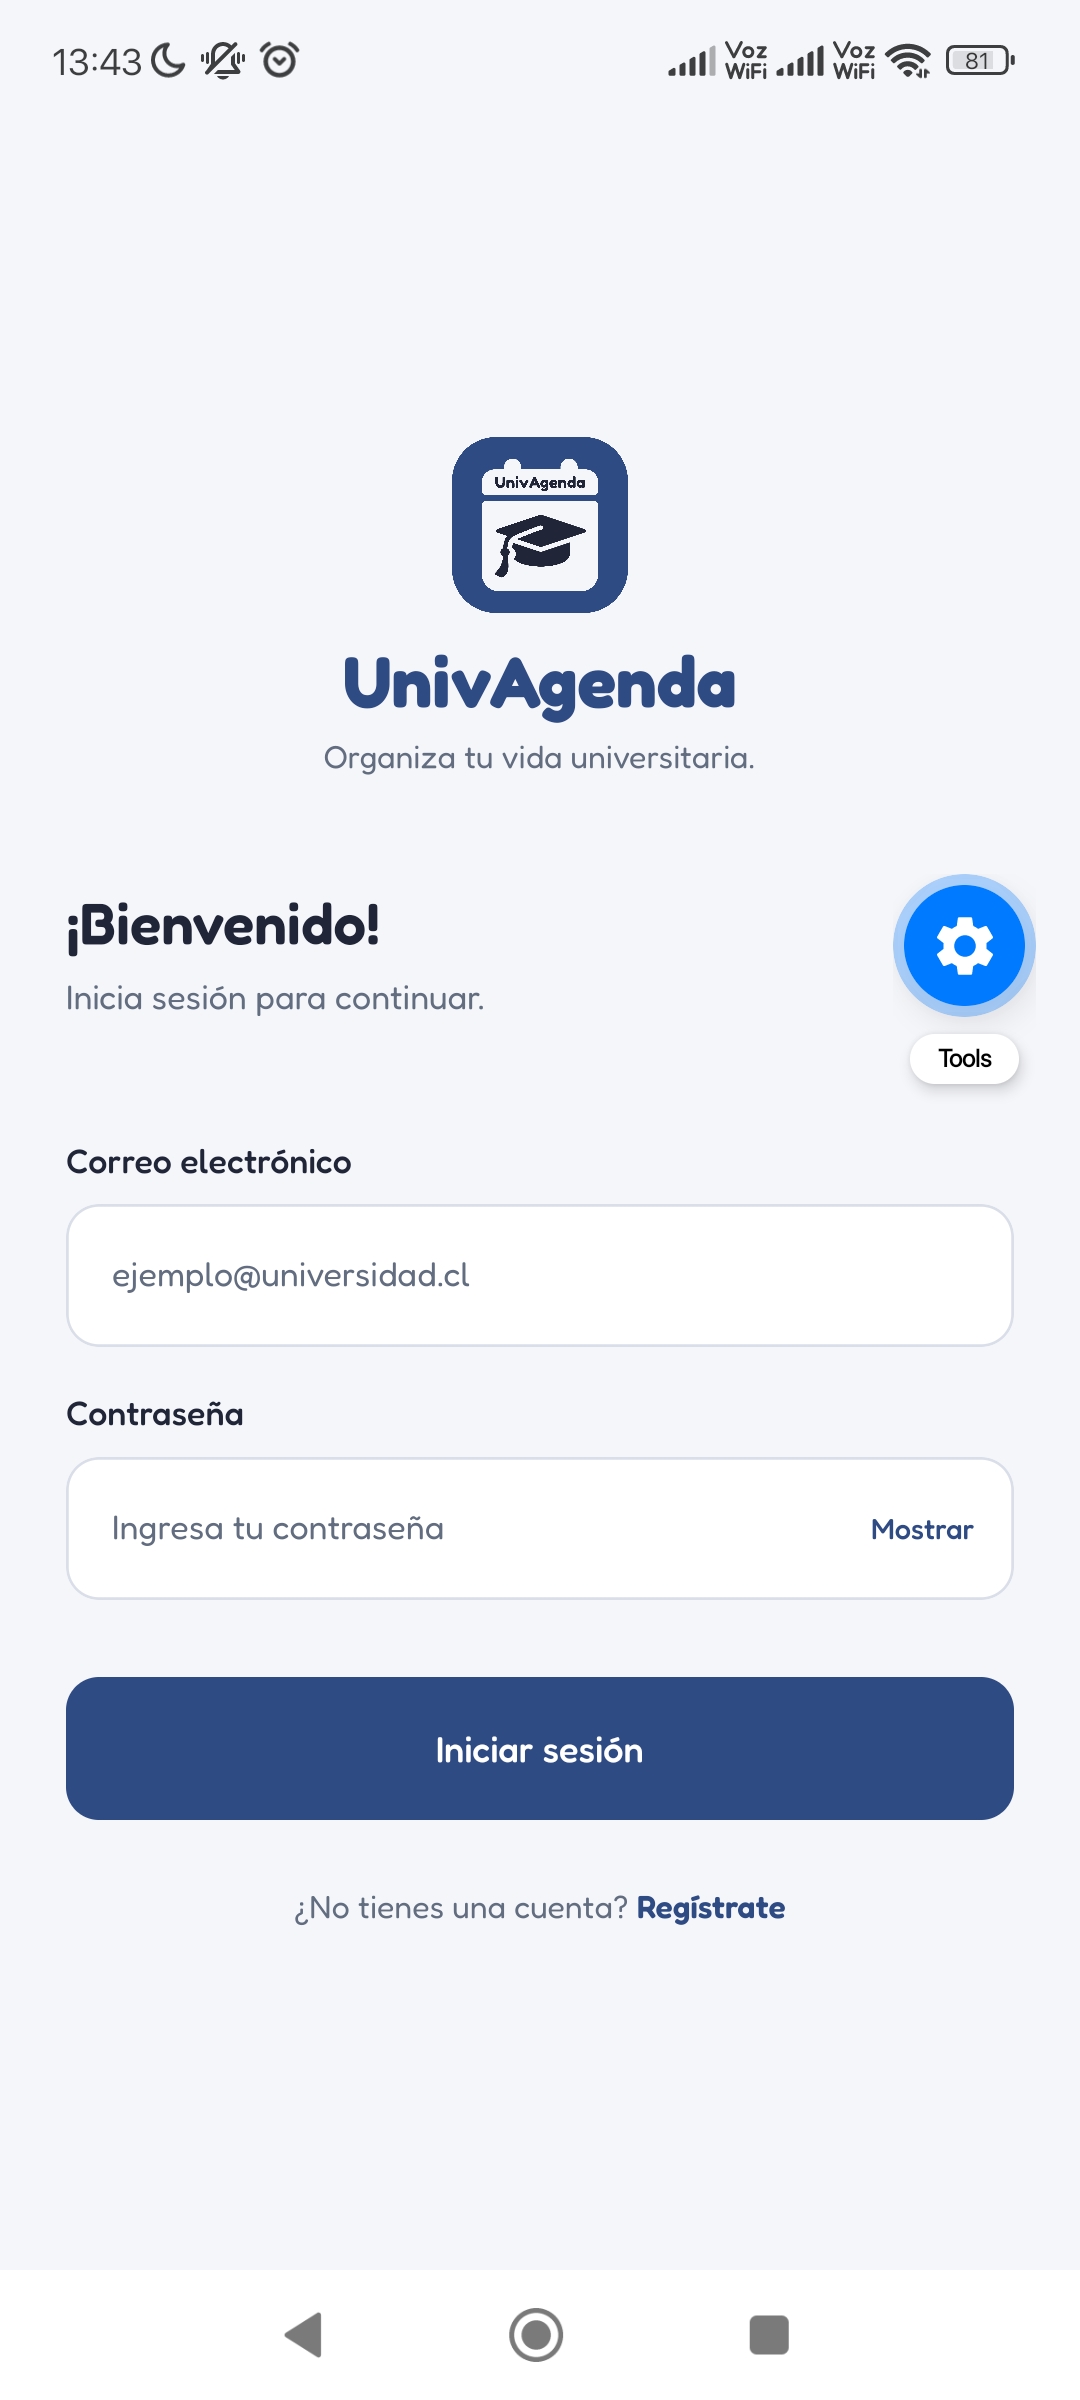 13:43
Voz WiFi
Voz WiFi
81
UnivAgenda
UnivAgenda
Organiza tu vida universitaria.
¡Bienvenido!
Inicia sesión para continuar.
Tools
Correo electrónico
ejemplo@universidad.cl
Contraseña
Ingresa tu contraseña
Mostrar
Iniciar sesión
¿No tienes una cuenta? Regístrate